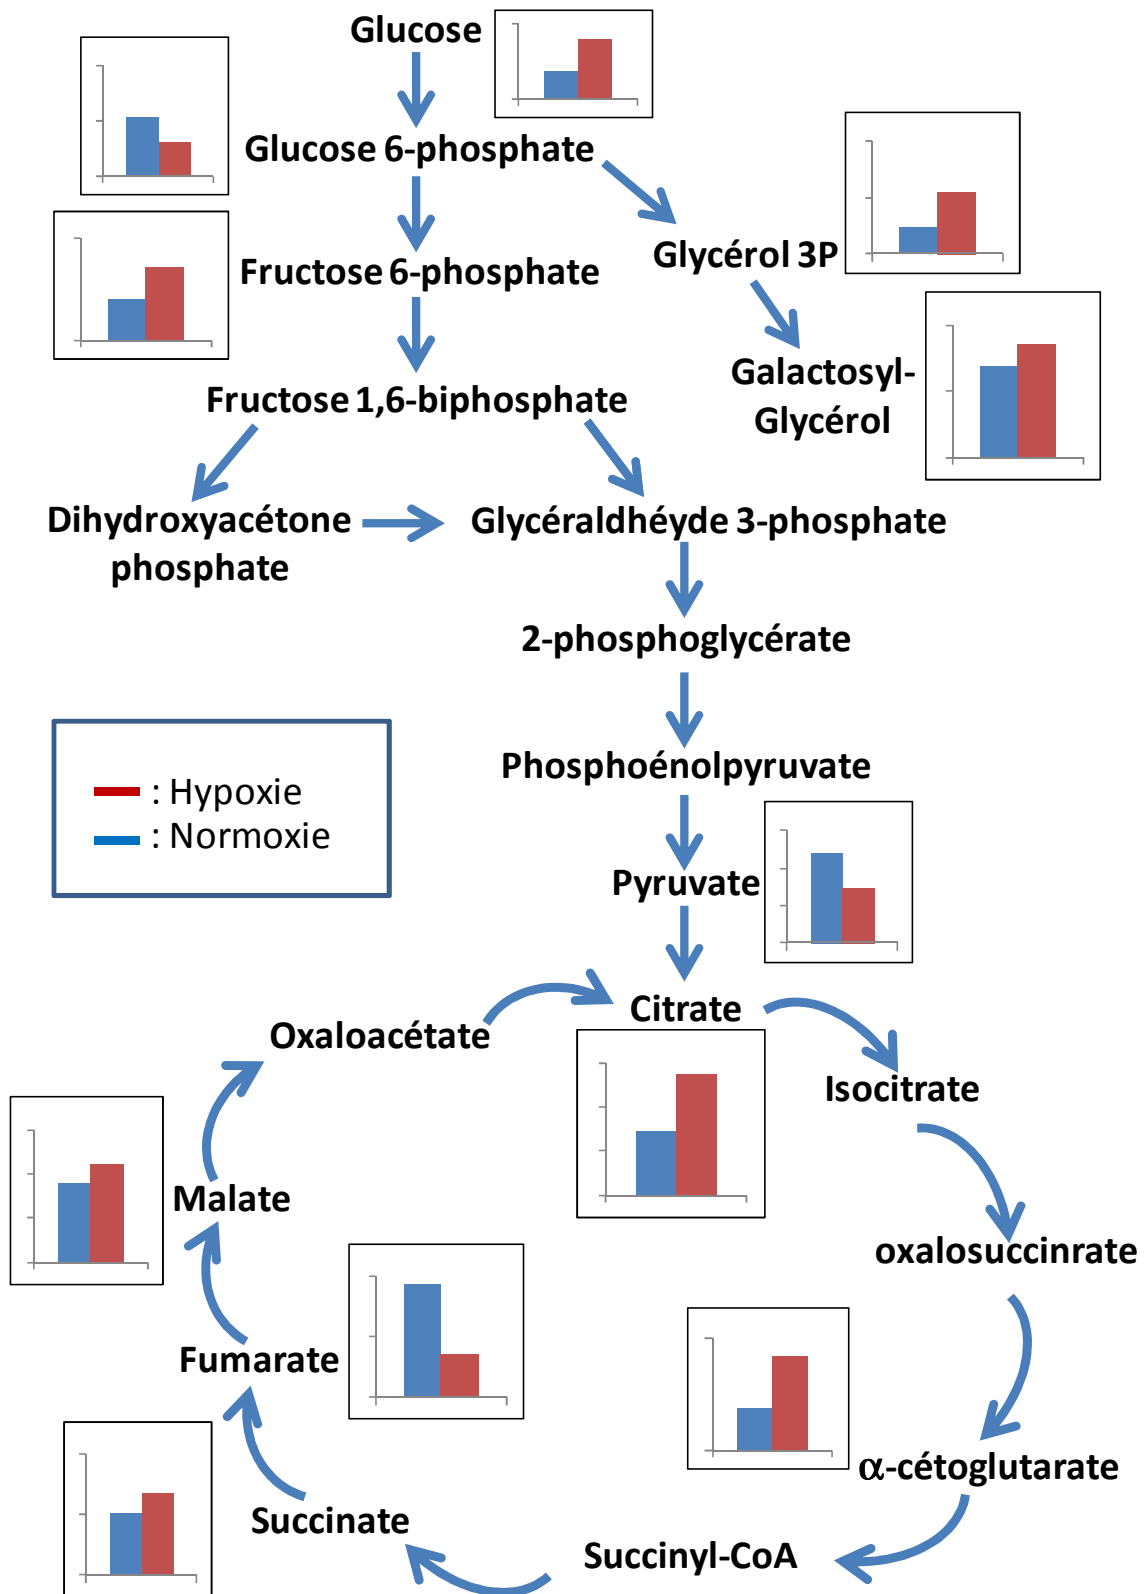 Glucose
Glucose 6-phosphate
Glycérol 3P
Fructose 6-phosphate
Galactosyl-
Glycérol
Fructose 1,6-biphosphate
Dihydroxyacétone
phosphate
Glycéraldhéyde 3-phosphate
2-phosphoglycérate
Phosphoénolpyruvate
: Hypoxie
: Normoxie
Pyruvate
Citrate
Oxaloacétate
Isocitrate
Malate
oxalosuccinrate
Fumarate
α-cétoglutarate
Succinate
Succinyl-CoA